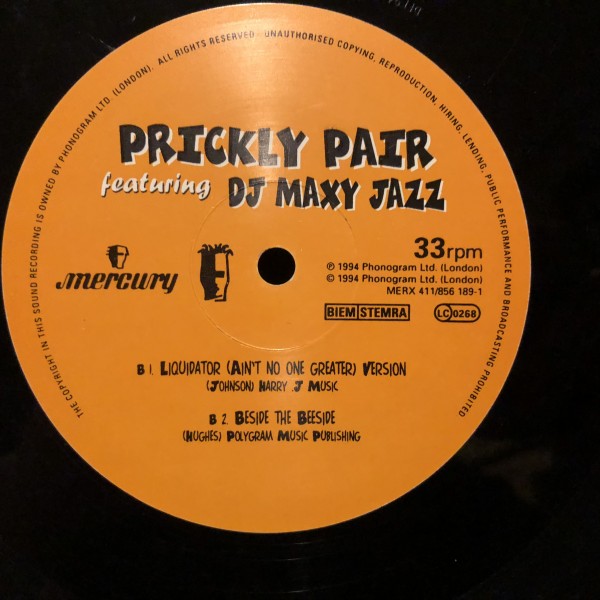 THE COPYRIGHT IN THIS SOUND RECORDING IS OWNED BY PHONOGRAM LTD. (LONDON). ALL RIGHTS RESERVED · UNAUTHORISED COPYING, REPRODUCTION, HIRING, LENDING, PUBLIC PERFORMANCE AND BROADCASTING PROHIBITED
PRICKLY PAIR
featuring DJ MAXY JAZZ
mercury
33rpm
℗ 1994 Phonogram Ltd. (London)
© 1994 Phonogram Ltd. (London)
MERX 411/856 189-1
BIEM STEMRA
LC 0268
B 1. LIQUIDATOR (AIN'T NO ONE GREATER) VERSION
(JOHNSON) HARRY .J MUSIC
B 2. BESIDE THE BEESIDE
(HUGHES) POLYGRAM MUSIC PUBLISHING